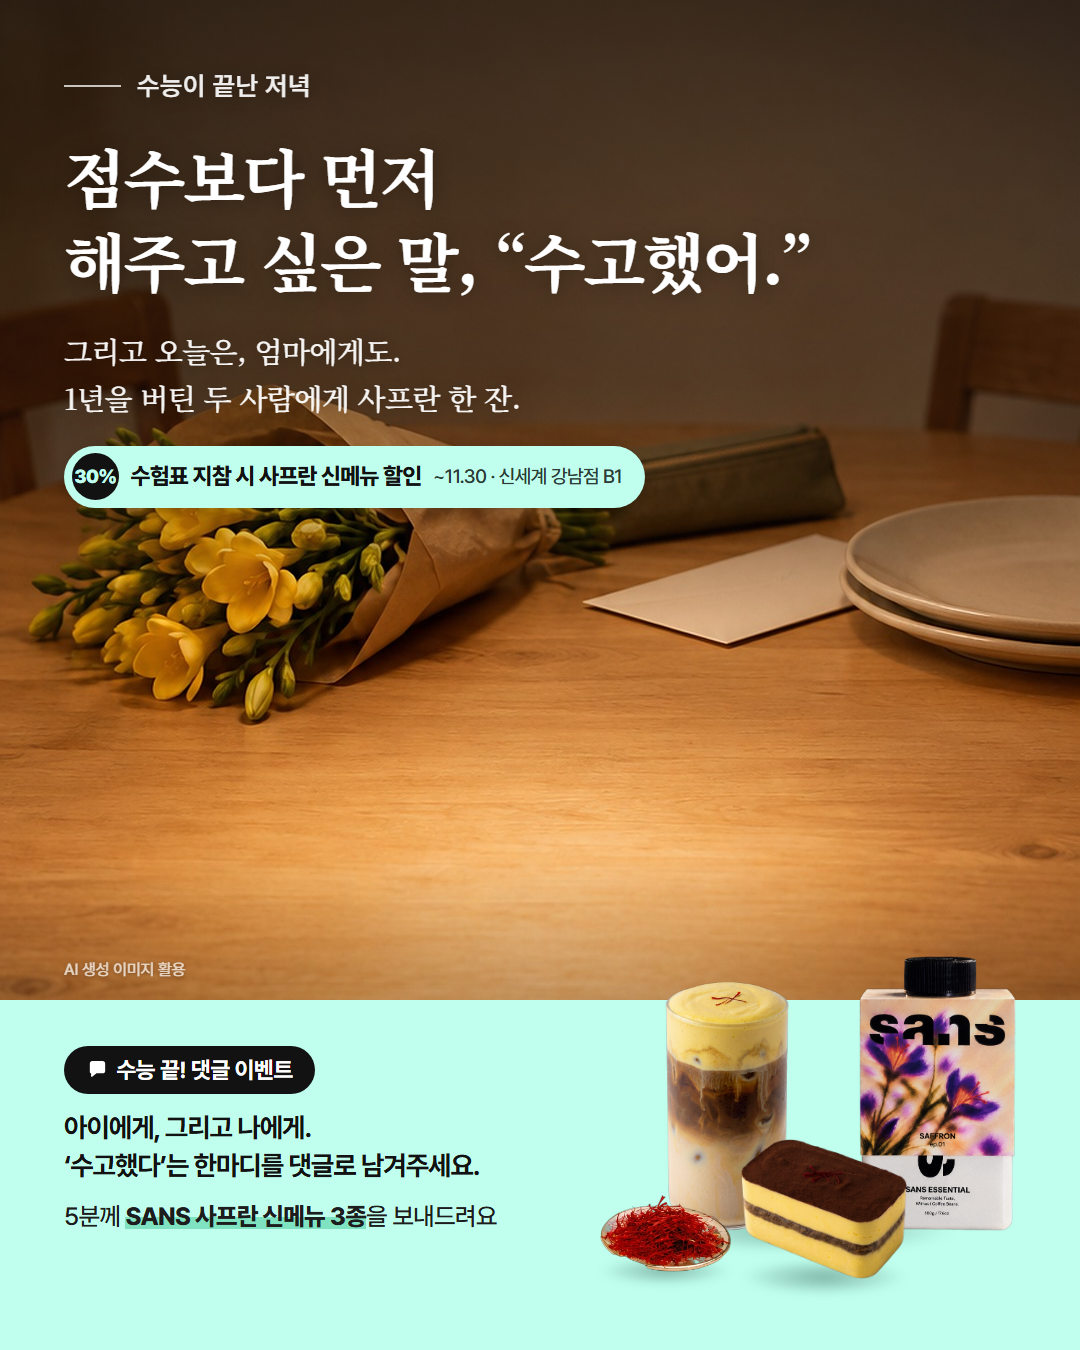 수능이 끝난 저녁
점수보다 먼저
해주고 싶은 말, “수고했어.”
그리고 오늘은, 엄마에게도.
1년을 버틴 두 사람에게 사프란 한 잔.
30% 수험표 지참 시 사프란 신메뉴 할인 ~11.30 · 신세계 강남점 B1
AI 생성 이미지 활용
수능 끝! 댓글 이벤트
아이에게, 그리고 나에게.
‘수고했다’는 한마디를 댓글로 남겨주세요.
5분께 SANS 사프란 신메뉴 3종을 보내드려요
sans
SAFFRON
ep.01
SANS ESSENTIAL
Remarkable Taste,
Without Coffee Beans.